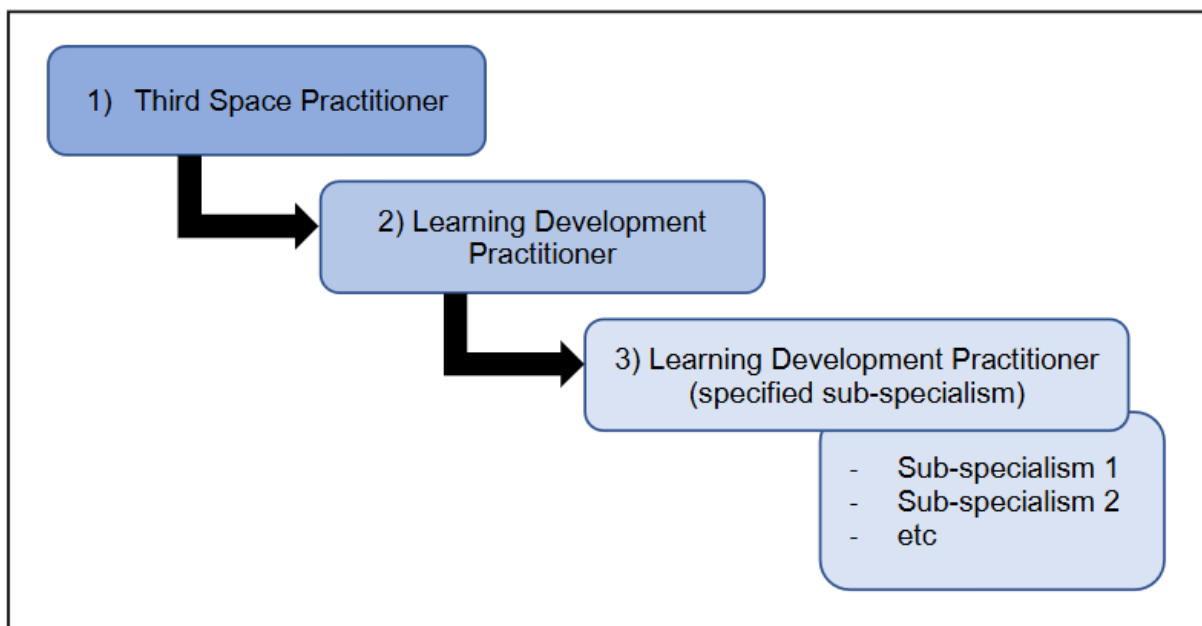 1) Third Space Practitioner
2) Learning Development
Practitioner
3) Learning Development Practitioner
(specified sub-specialism)
- Sub-specialism 1
- Sub-specialism 2
- etc